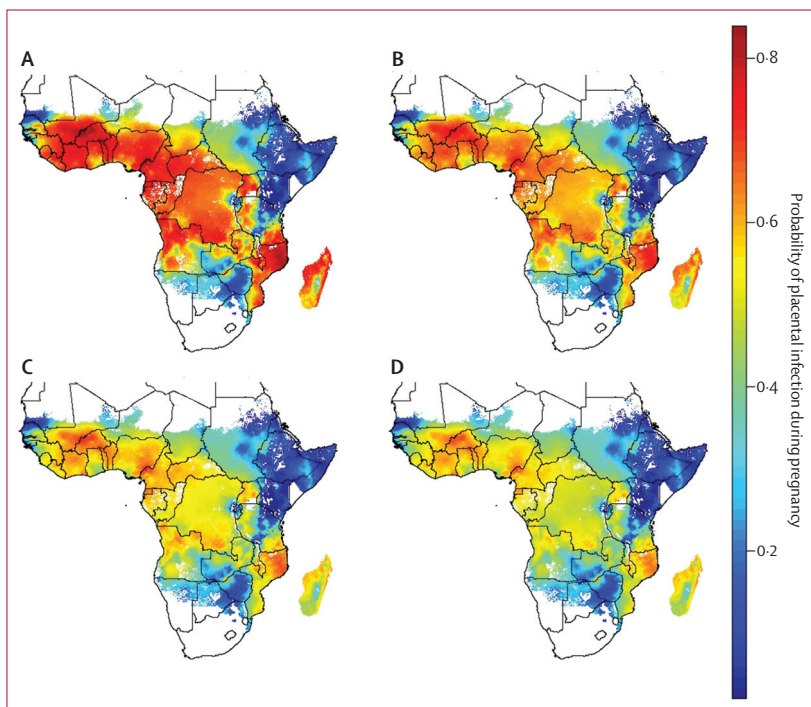 A
B
C
D
0·8
0·6
0·4
0·2
Probability of placental infection during pregnancy